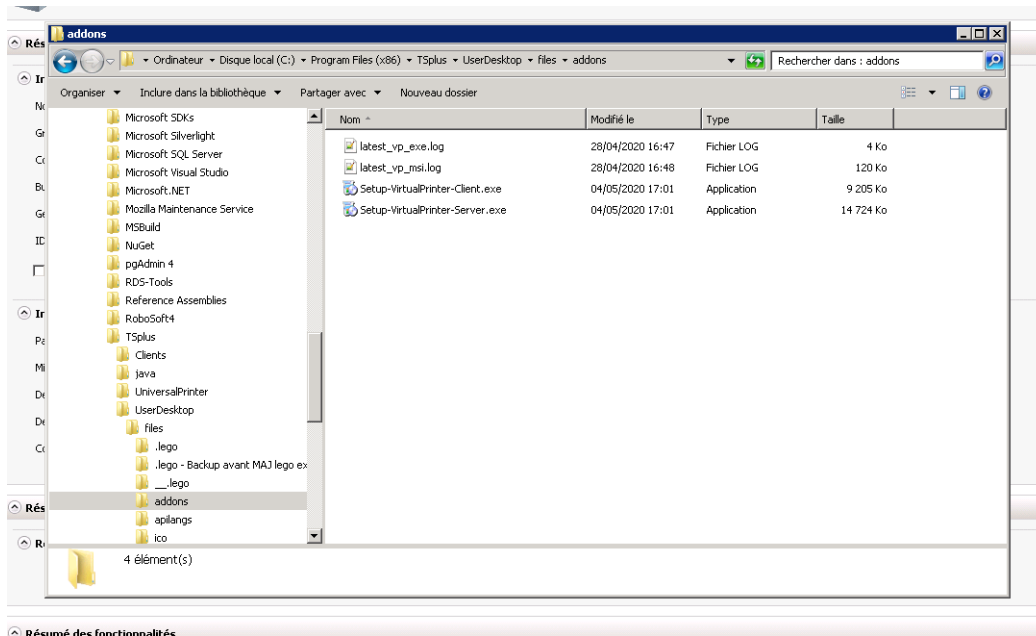 addons
Ordinateur Disque local (C:) Program Files (x86) TSplus UserDesktop files addons
Rechercher dans : addons
Organiser Inclure dans la bibliothèque Partager avec Nouveau dossier
Microsoft SDKs
Microsoft Silverlight
Microsoft SQL Server
Microsoft Visual Studio
Microsoft.NET
Mozilla Maintenance Service
MSBuild
NuGet
pgAdmin 4
RDS-Tools
Reference Assemblies
RoboSoft4
TSplus
Clients
java
UniversalPrinter
UserDesktop
files
.lego
.lego - Backup avant MAJ lego ex
__.lego
addons
apilangs
ico
Nom Modifié le Type Taille
latest_vp_exe.log 28/04/2020 16:47 Fichier LOG 4 Ko
latest_vp_msi.log 28/04/2020 16:48 Fichier LOG 120 Ko
Setup-VirtualPrinter-Client.exe 04/05/2020 17:01 Application 9 205 Ko
Setup-VirtualPrinter-Server.exe 04/05/2020 17:01 Application 14 724 Ko
4 élément(s)
Rés
Résumé des fonctionnalités